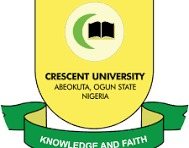 CRESCENT UNIVERSITY
ABEOKUTA, OGUN STATE
NIGERIA
KNOWLEDGE AND FAITH